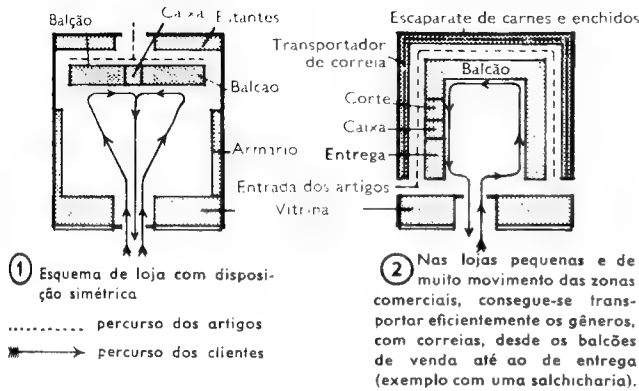 Balção
Caixa
Estantes
Balcão
Armário
Entrada dos artigos
Vitrina
① Esquema de loja com disposi-
ção simétrica
percurso dos artigos
percurso dos clientes
Escaparate de carnes e enchidos
Transportador
de correia
Balcão
Corte
Caixa
Entrega
② Nas lojas pequenas e de
muito movimento das zonas
comerciais, consegue-se trans-
portar eficientemente os gêneros,
com correias, desde os balcões
de venda até ao de entrega
(exemplo com uma salchicharia).